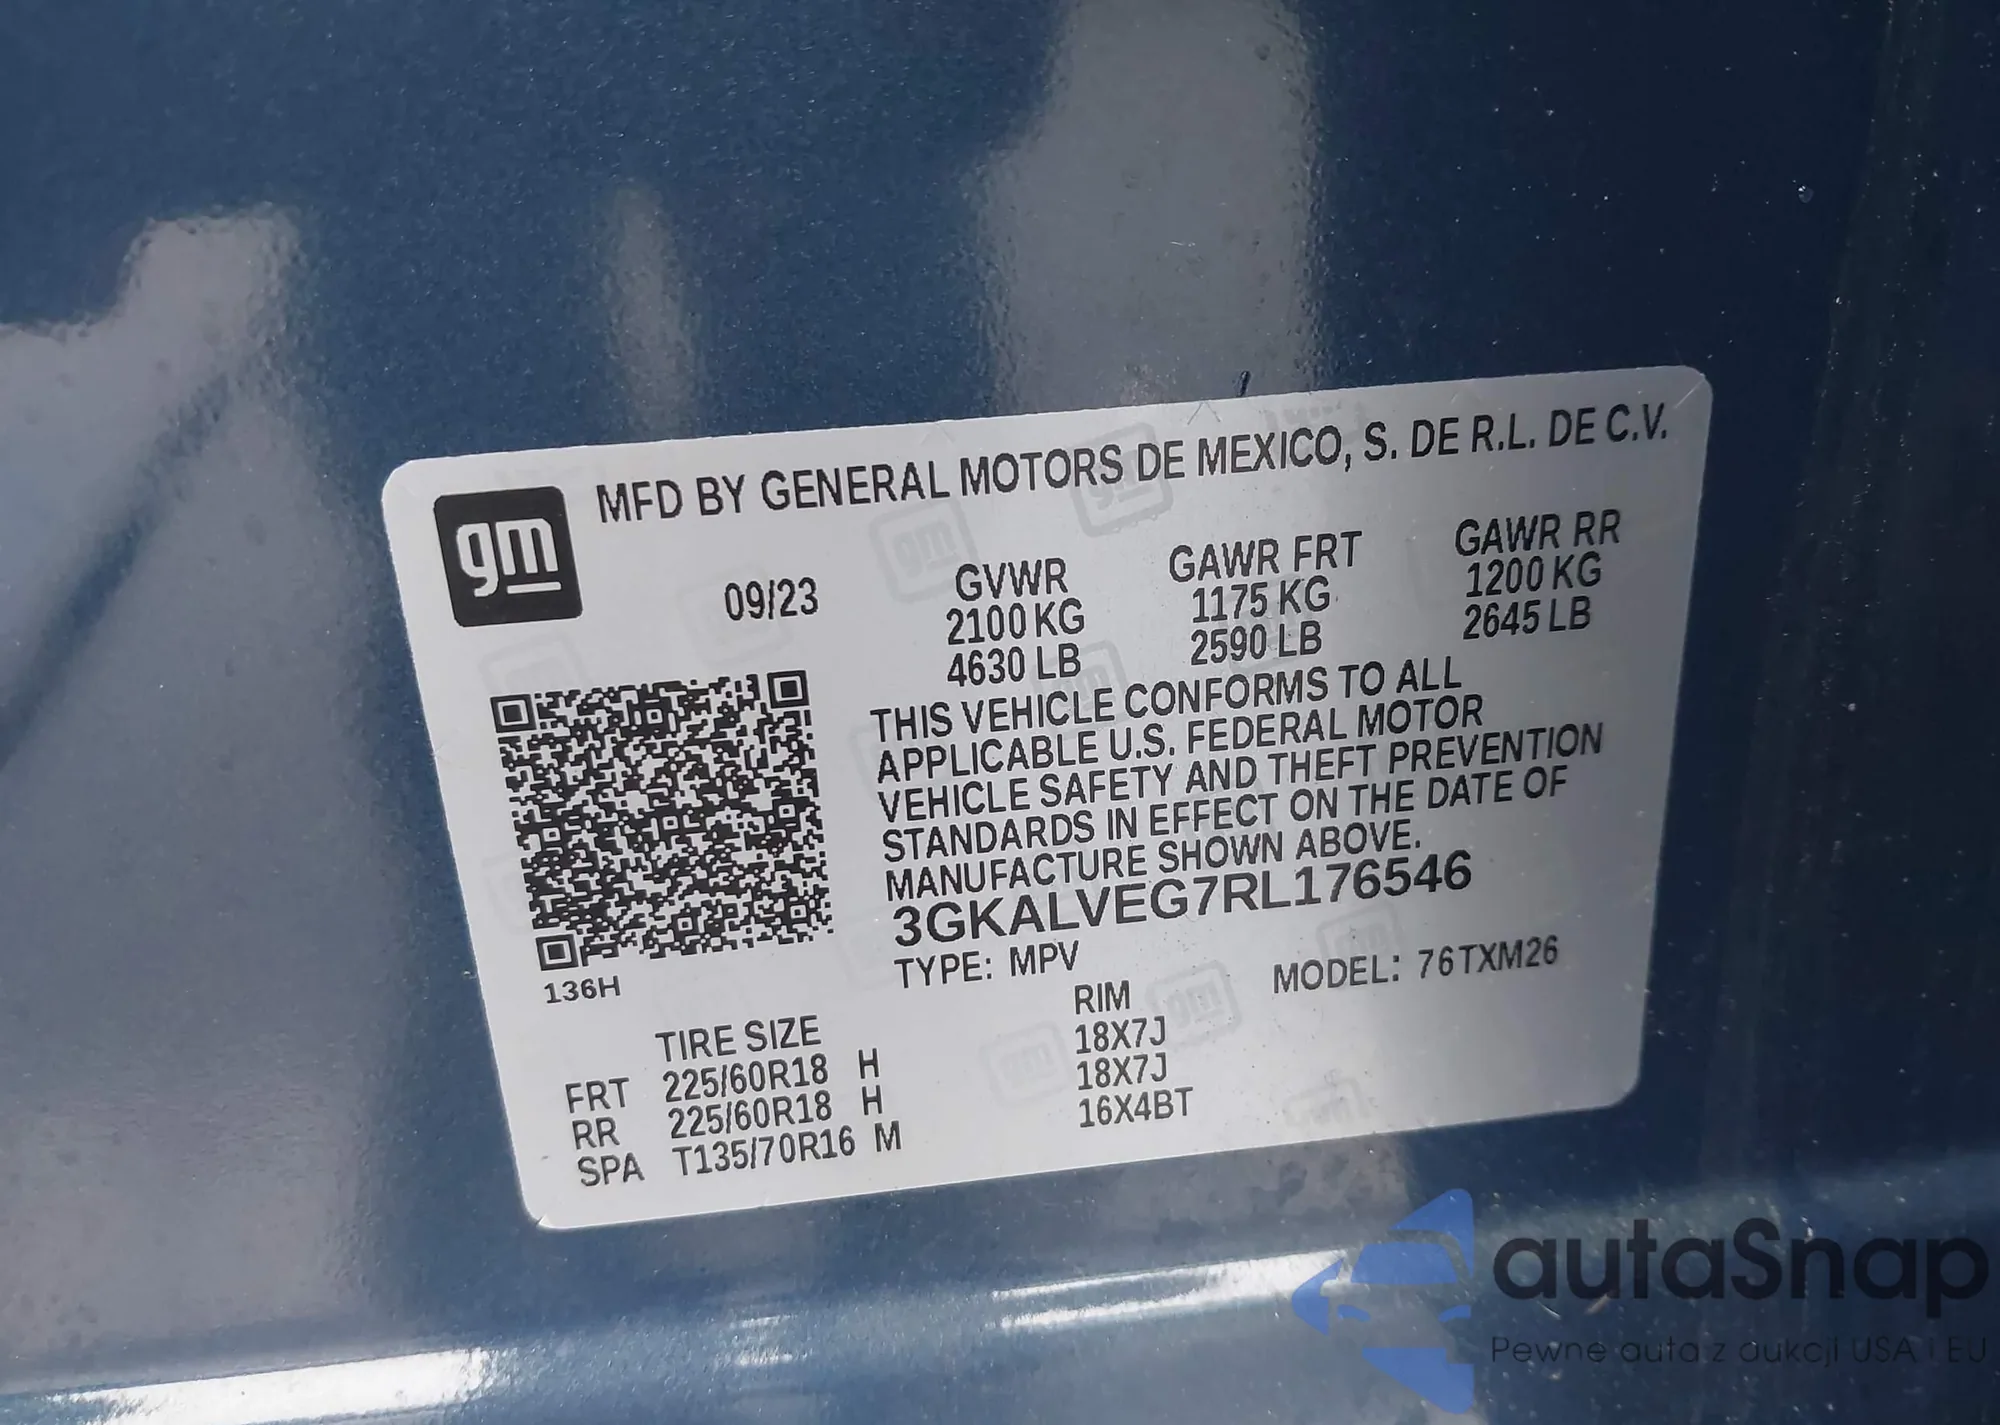 gm
MFD BY GENERAL MOTORS DE MEXICO, S. DE R.L. DE C.V.
09/23
GVWR GAWR FRT GAWR RR
2100 KG 1175 KG 1200 KG
4630 LB 2590 LB 2645 LB
THIS VEHICLE CONFORMS TO ALL
APPLICABLE U.S. FEDERAL MOTOR
VEHICLE SAFETY AND THEFT PREVENTION
STANDARDS IN EFFECT ON THE DATE OF
MANUFACTURE SHOWN ABOVE.
3GKALVEG7RL176546
TYPE: MPV MODEL: 76TXM26
136H
TIRE SIZE RIM
FRT 225/60R18 H 18X7J
RR 225/60R18 H 18X7J
SPA T135/70R16 M 16X4BT
autaSnap
Pewne auta z aukcji USA i EU